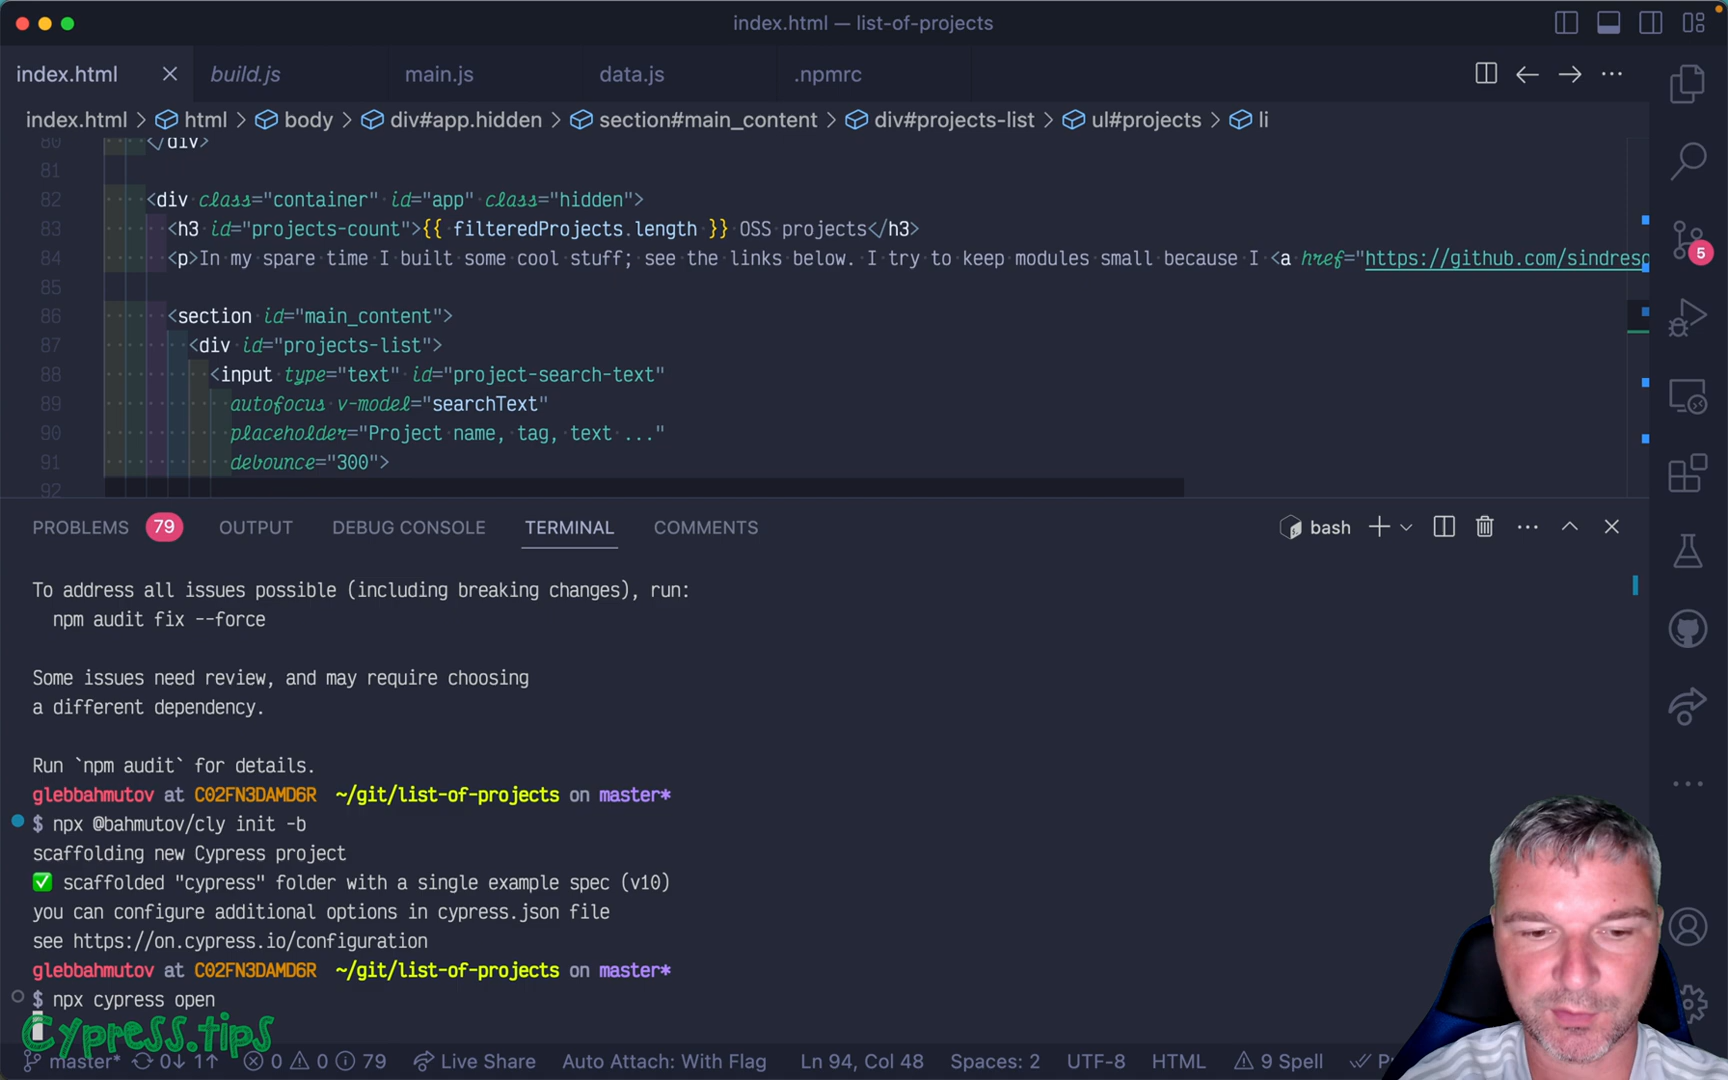 index.html — list-of-projects
index.html build.js main.js data.js .npmrc
index.html > html > body > div#app.hidden > section#main_content > div#projects-list > ul#projects > li
80 </div>
81
82 <div class="container" id="app" class="hidden">
83 <h3 id="projects-count">{{ filteredProjects.length }} OSS projects</h3>
84 <p>In my spare time I built some cool stuff; see the links below. I try to keep modules small because I <a href="https://github.com/sindreso
85
86 <section id="main_content">
87 <div id="projects-list">
88 <input type="text" id="project-search-text"
89 autofocus v-model="searchText"
90 placeholder="Project name, tag, text ..."
91 debounce="300">
92
5
PROBLEMS 79 OUTPUT DEBUG CONSOLE TERMINAL COMMENTS bash
To address all issues possible (including breaking changes), run:
npm audit fix --force
Some issues need review, and may require choosing
a different dependency.
Run `npm audit` for details.
glebbahmutov at C02FN3DAMD6R ~/git/list-of-projects on master*
$ npx @bahmutov/cly init -b
scaffolding new Cypress project
✅ scaffolded "cypress" folder with a single example spec (v10)
you can configure additional options in cypress.json file
see https://on.cypress.io/configuration
glebbahmutov at C02FN3DAMD6R ~/git/list-of-projects on master*
$ npx cypress open
Cypress.tips
master* 0↓ 1↑ 0 0 79 Live Share Auto Attach: With Flag Ln 94, Col 48 Spaces: 2 UTF-8 HTML 9 Spell